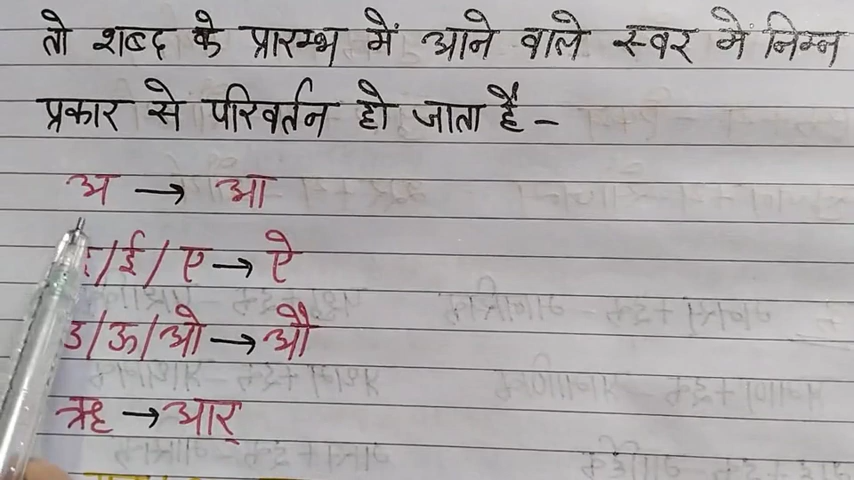 तो शब्द के प्रारम्भ में आने वाले स्वर में निम्न
प्रकार से परिवर्तन हो जाता है -
अ → आ
/ई/ए → ऐ
उ/ऊ/ओ → औ
ऋ → आर्